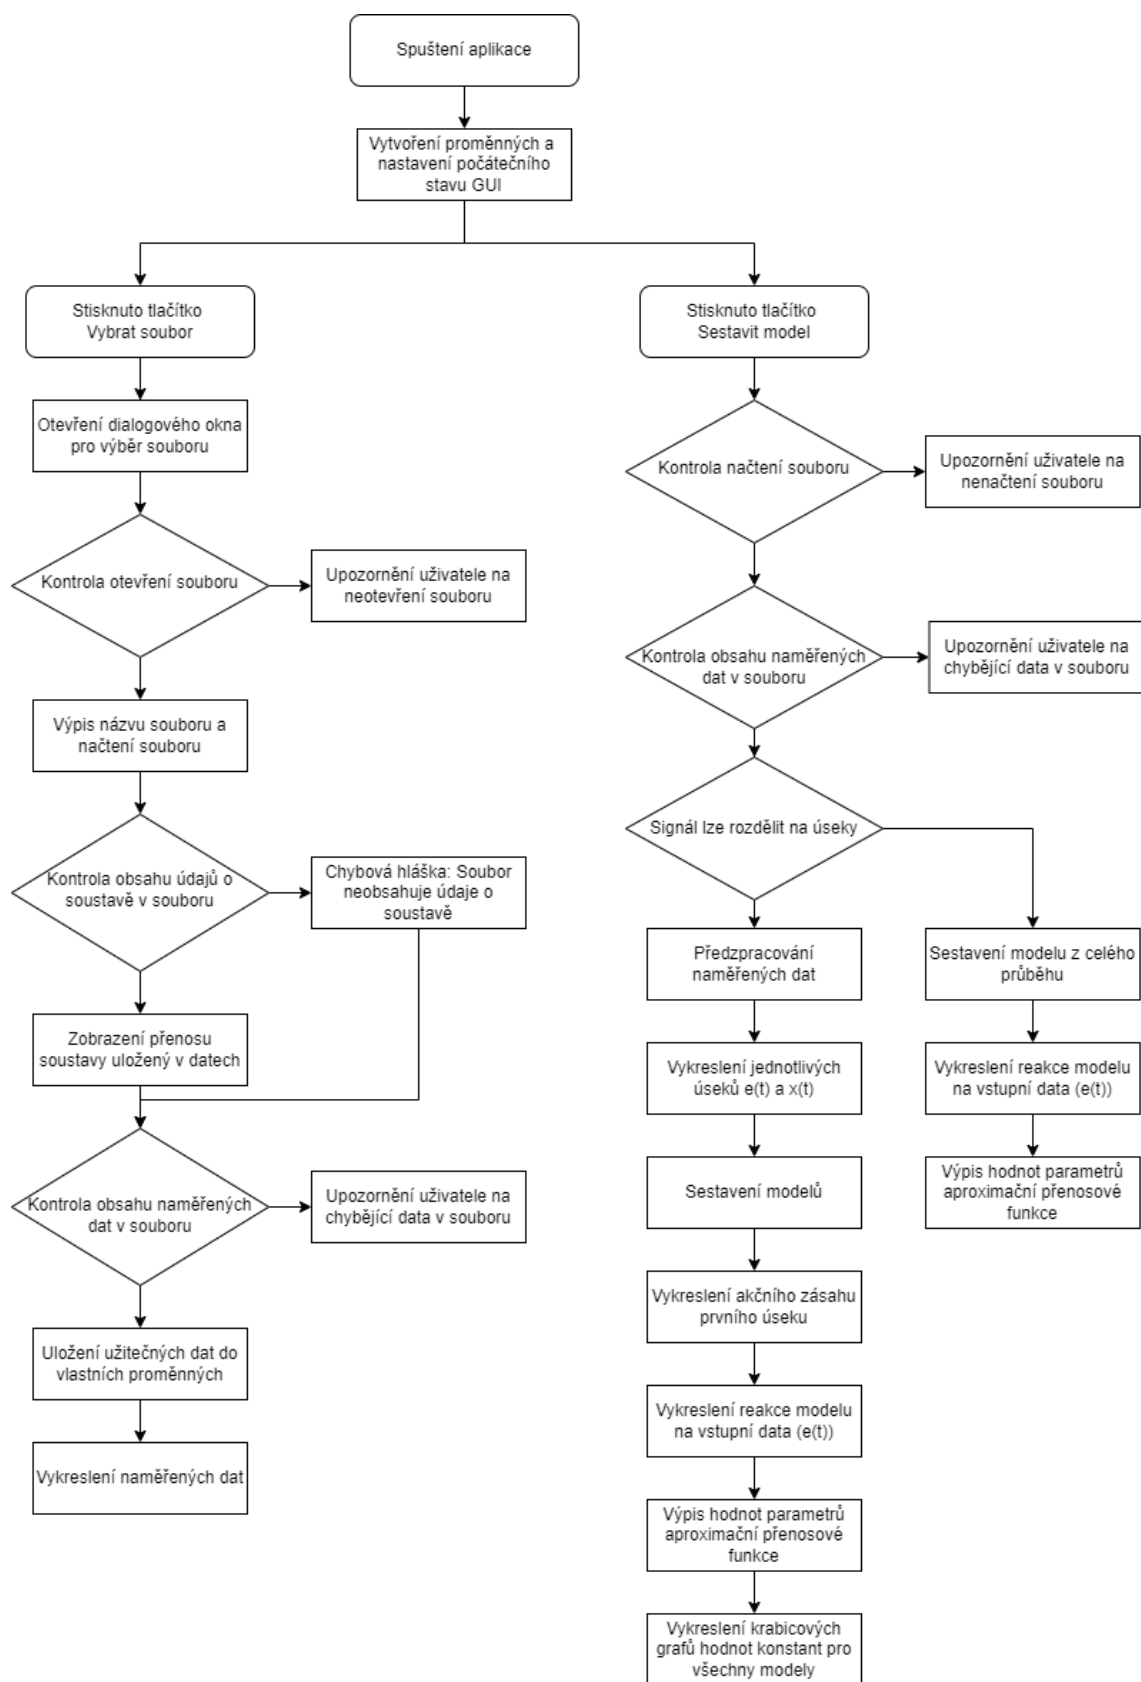 Spuštení aplikace
Vytvoření proměnných a
nastavení počátečního
stavu GUI
Stisknuto tlačítko
Vybrat soubor
Otevření dialogového okna
pro výběr souboru
Kontrola otevření souboru
Upozornění uživatele na
neotevření souboru
Výpis názvu souboru a
načtení souboru
Kontrola obsahu údajů o
soustavě v souboru
Chybová hláška: Soubor
neobsahuje údaje o
soustavě
Zobrazení přenosu
soustavy uložený v datech
Kontrola obsahu naměřených
dat v souboru
Upozornění uživatele na
chybějící data v souboru
Uložení užitečných dat do
vlastních proměnných
Vykreslení naměřených dat
Stisknuto tlačítko
Sestavit model
Kontrola načtení souboru
Upozornění uživatele na
nenačtení souboru
Kontrola obsahu naměřených
dat v souboru
Upozornění uživatele na
chybějící data v souboru
Signál lze rozdělit na úseky
Předzpracování
naměřených dat
Vykreslení jednotlivých
úseků e(t) a x(t)
Sestavení modelů
Vykreslení akčního zásahu
prvního úseku
Vykreslení reakce modelu
na vstupní data (e(t))
Výpis hodnot parametrů
aproximační přenosové
funkce
Vykreslení krabicových
grafů hodnot konstant pro
všechny modely
Sestavení modelu z celého
průběhu
Vykreslení reakce modelu
na vstupní data (e(t))
Výpis hodnot parametrů
aproximační přenosové
funkce